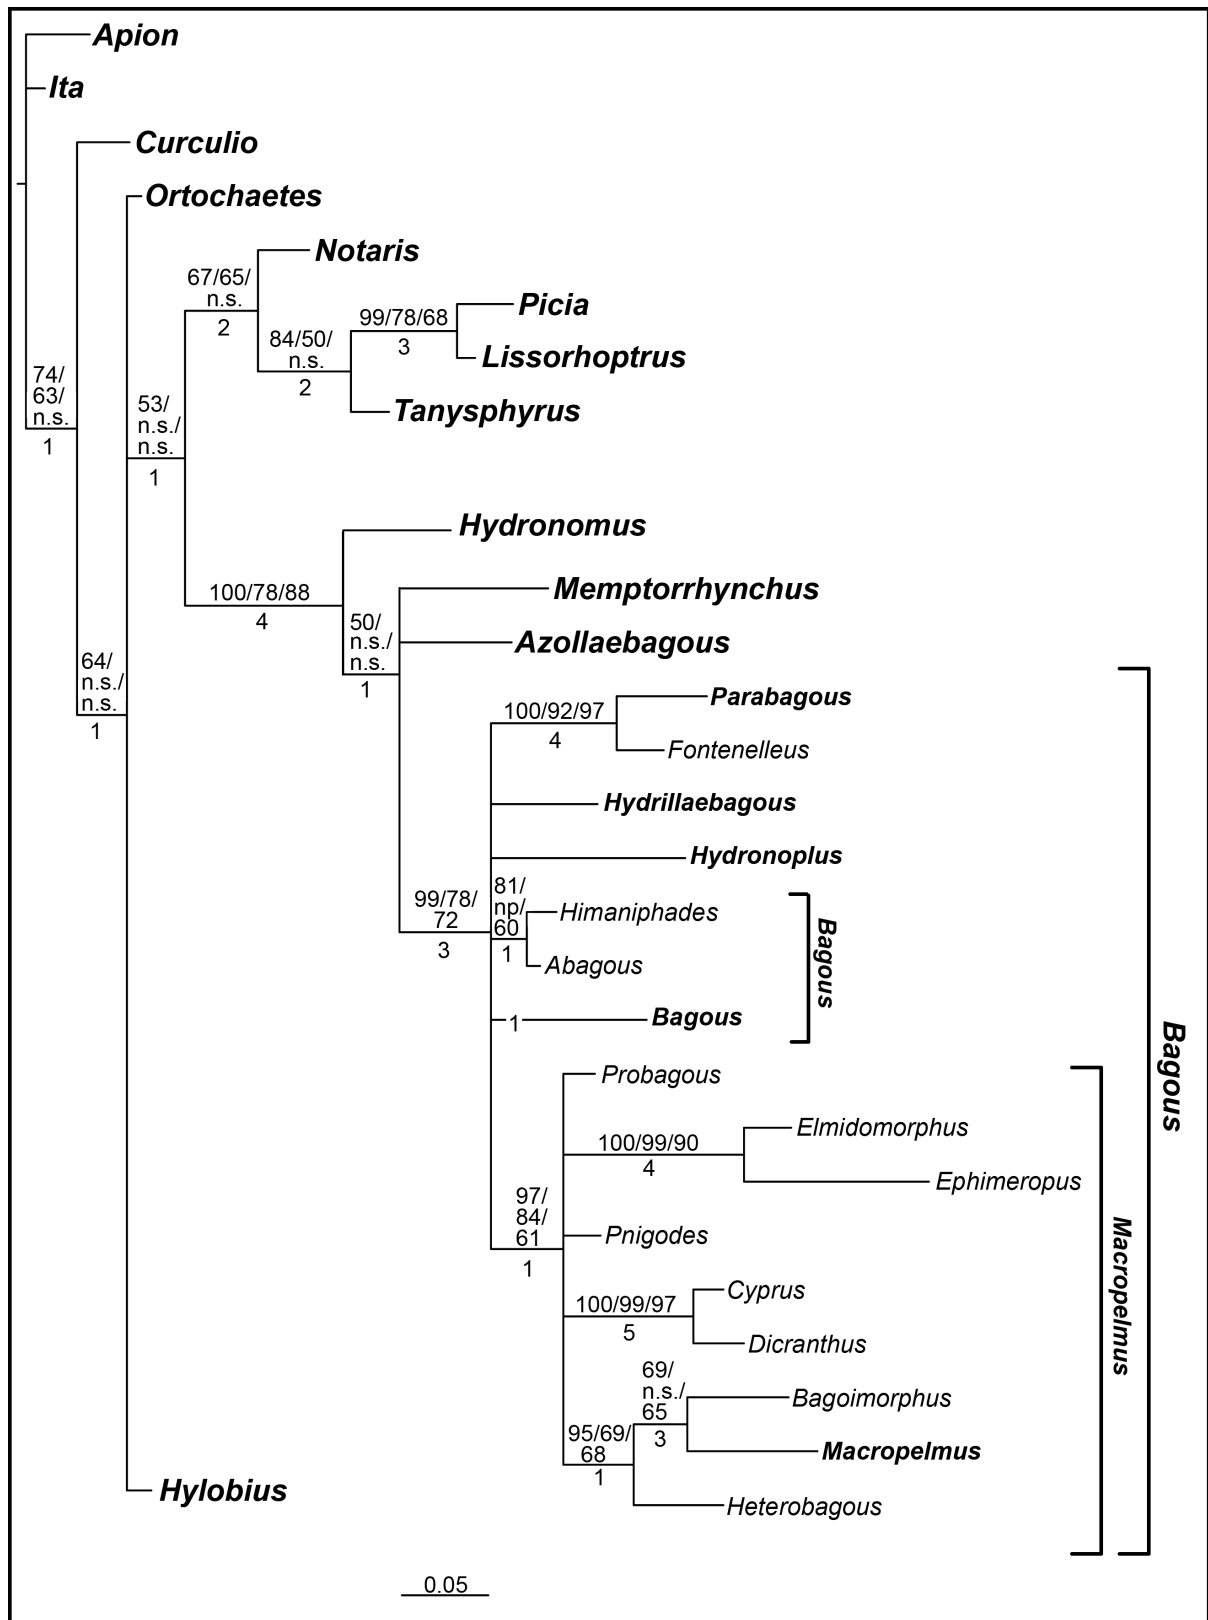 Apion
Ita
Curculio
Ortochaetes
Notaris
67/65/
n.s.
2
Picia
99/78/68
3
84/50/
n.s.
2
Lissorhoptrus
Tanysphyrus
74/
63/
n.s.
1
53/
n.s./
n.s.
1
Hydronomus
100/78/88
4
Memptorrhynchus
50/
n.s./
n.s.
1
Azollaebagous
64/
n.s./
n.s.
1
Parabagous
100/92/97
4
Fontenelleus
Hydrillaebagous
Hydronoplus
99/78/
72
3
81/
np/
60
1
Himaniphades
Abagous
Bagous
1
Bagous
Probagous
Bagous
Elmidomorphus
100/99/90
4
Ephimeropus
97/
84/
61
1
Pnigodes
Macropelmus
Cyprus
100/99/97
5
Dicranthus
69/
n.s./
65
3
Bagoimorphus
95/69/
68
1
Macropelmus
Hylobius
Heterobagous
0.05